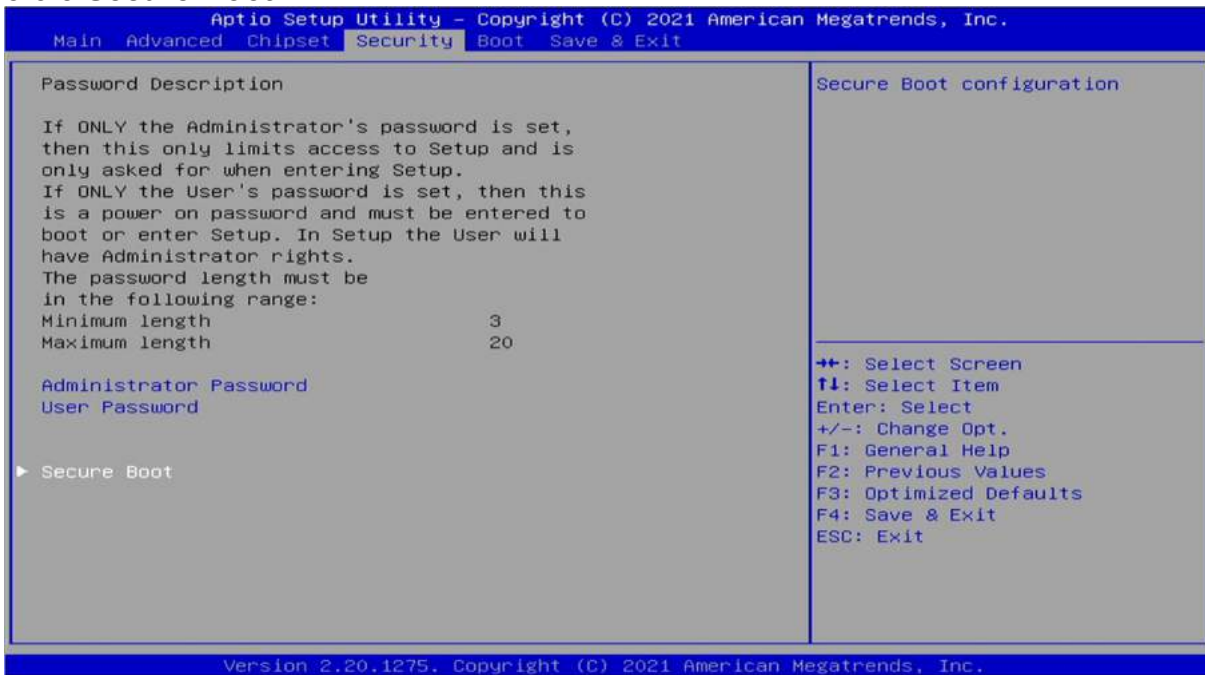 Aptio Setup Utility – Copyright (C) 2021 American Megatrends, Inc.
Main Advanced Chipset Security Boot Save & Exit
Password Description
If ONLY the Administrator's password is set,
then this only limits access to Setup and is
only asked for when entering Setup.
If ONLY the User's password is set, then this
is a power on password and must be entered to
boot or enter Setup. In Setup the User will
have Administrator rights.
The password length must be
in the following range:
Minimum length 3
Maximum length 20
Administrator Password
User Password
► Secure Boot
Secure Boot configuration
→←: Select Screen
↑↓: Select Item
Enter: Select
+/-: Change Opt.
F1: General Help
F2: Previous Values
F3: Optimized Defaults
F4: Save & Exit
ESC: Exit
Version 2.20.1275. Copyright (C) 2021 American Megatrends, Inc.